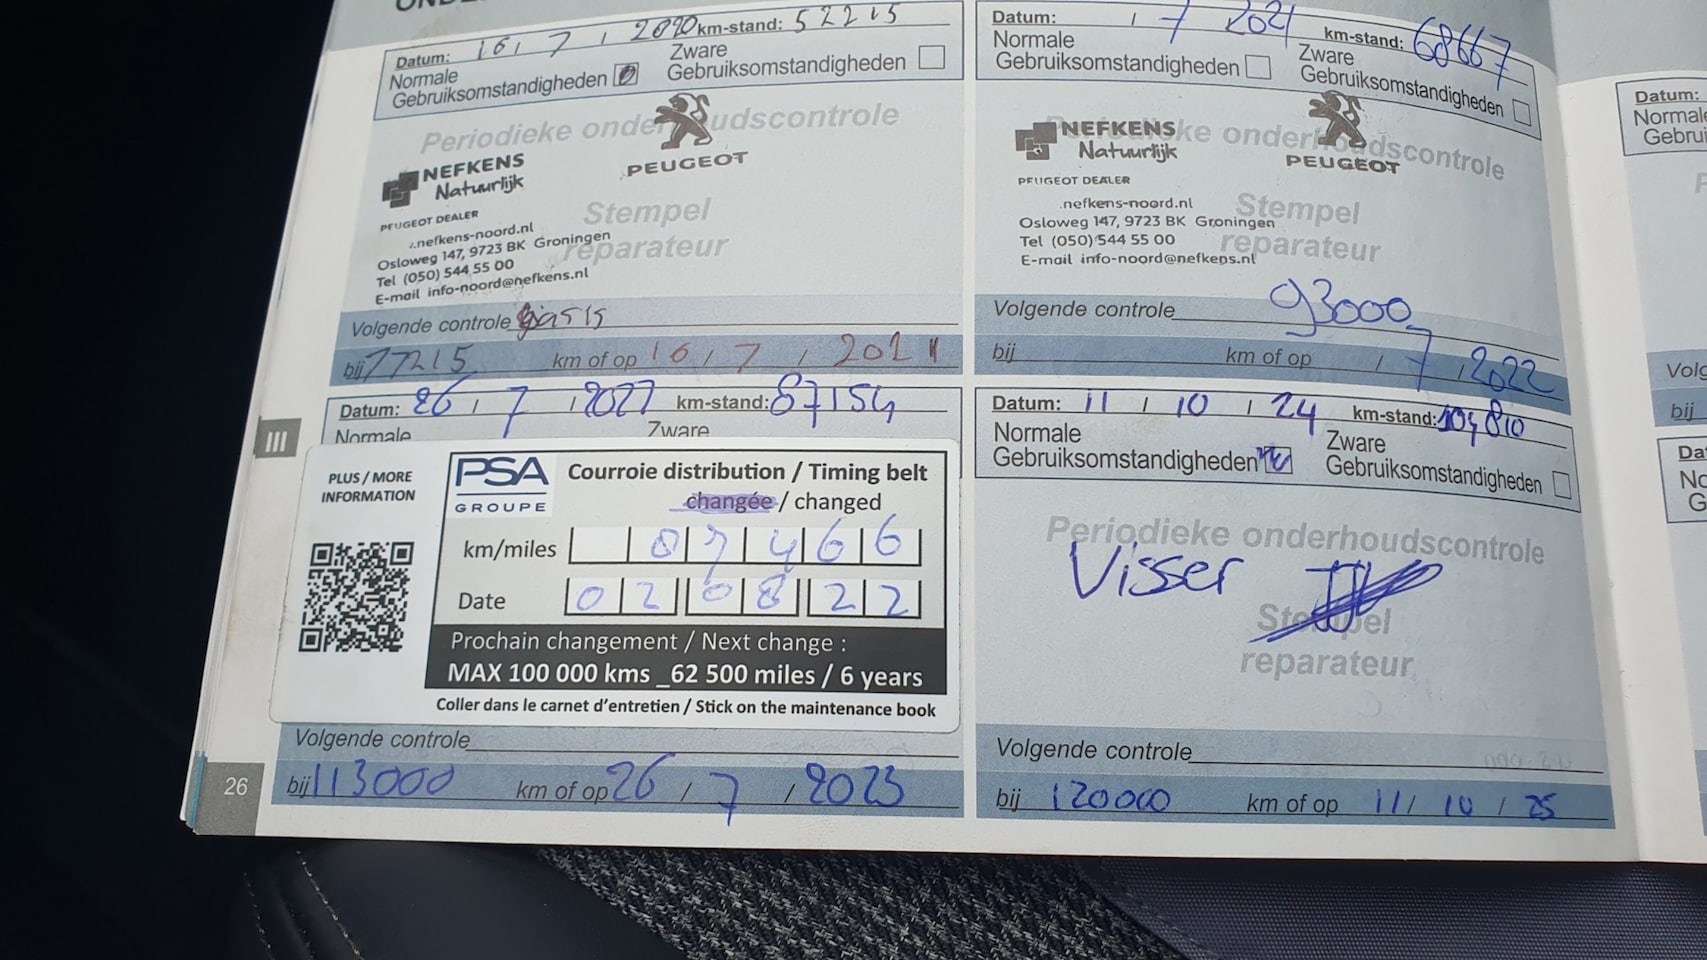 Datum: 16 / 7 / 2020 km-stand: 52215
Normale
Gebruiksomstandigheden
Zware
Gebruiksomstandigheden
Periodieke onderhoudscontrole
NEFKENS
Natuurlijk
PEUGEOT
PEUGEOT DEALER
.nefkens-noord.nl
Osloweg 147, 9723 BK Groningen
Tel (050) 544 55 00
E-mail info-noord@nefkens.nl
Stempel
reparateur
Volgende controle
bij 77215 km of op 16 / 7 / 2021
Datum: / 7 2021 km-stand: 68667
Normale
Gebruiksomstandigheden
Zware
Gebruiksomstandigheden
Periodieke onderhoudscontrole
NEFKENS
Natuurlijk
PEUGEOT
PEUGEOT DEALER
.nefkens-noord.nl
Osloweg 147, 9723 BK Groningen
Tel (050) 544 55 00
E-mail info-noord@nefkens.nl
Stempel
reparateur
Volgende controle 93000
bij km of op / 7 / 2022
Datum: 26 / 7 / 2022 km-stand: 87154
Normale
Zware
PLUS / MORE
INFORMATION
PSA
GROUPE
Courroie distribution / Timing belt
changée / changed
km/miles 87466
Date 02 08 22
Prochain changement / Next change :
MAX 100 000 kms _62 500 miles / 6 years
Coller dans le carnet d'entretien / Stick on the maintenance book
Volgende controle
bij 113000 km of op 26 / 7 / 2023
Datum: 11 / 10 / 24 km-stand: 104810
Normale
Gebruiksomstandigheden
Zware
Gebruiksomstandigheden
Periodieke onderhoudscontrole
Visser
Stempel
reparateur
Volgende controle
bij 120000 km of op 11 / 10 / 25
III
26
Datum: